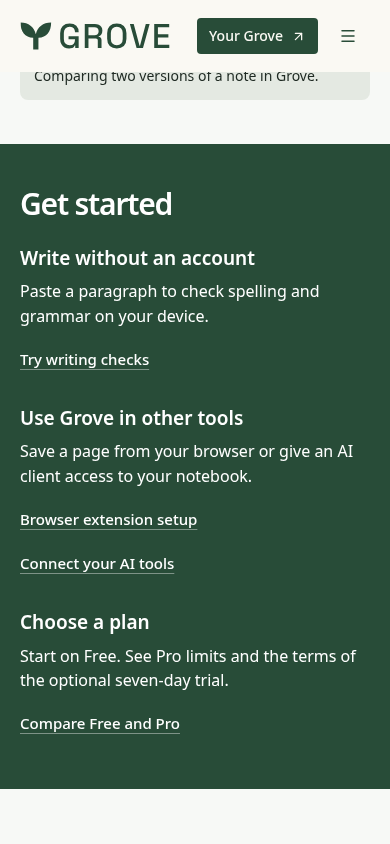 GROVE
Your Grove
Comparing two versions of a note in Grove.
Get started
Write without an account
Paste a paragraph to check spelling and
grammar on your device.
Try writing checks
Use Grove in other tools
Save a page from your browser or give an AI
client access to your notebook.
Browser extension setup
Connect your AI tools
Choose a plan
Start on Free. See Pro limits and the terms of
the optional seven-day trial.
Compare Free and Pro